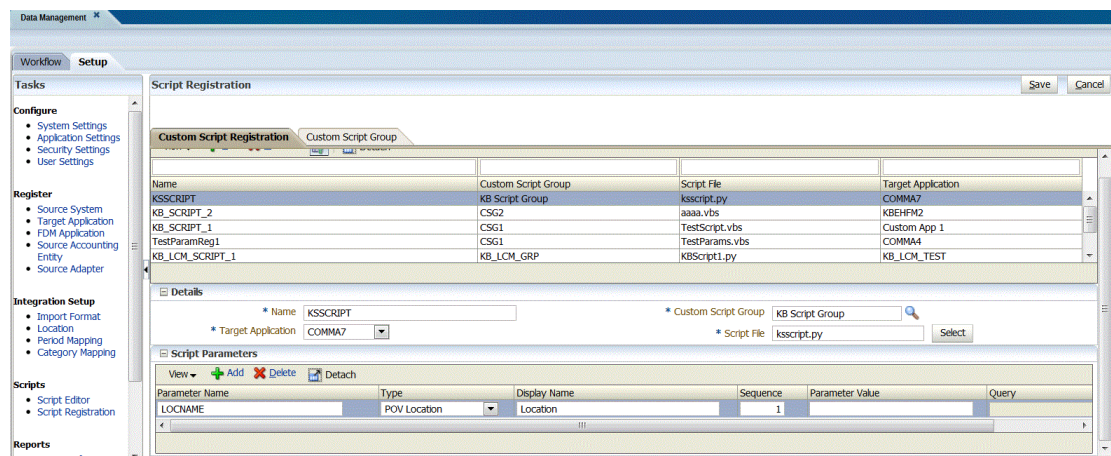 Data Management
Workflow Setup
Tasks
Configure
System Settings
Application Settings
Security Settings
User Settings
Register
Source System
Target Application
FDM Application
Source Accounting
Entity
Source Adapter
Integration Setup
Import Format
Location
Period Mapping
Category Mapping
Scripts
Script Editor
Script Registration
Reports
Script Registration Save Cancel
Custom Script Registration Custom Script Group
Detach
Name Custom Script Group Script File Target Application
KSSCRIPT KB Script Group ksscript.py COMMA7
KB_SCRIPT_2 CSG2 aaaa.vbs KBEHFM2
KB_SCRIPT_1 CSG1 TestScript.vbs Custom App 1
TestParamReg1 CSG1 TestParams.vbs COMMA4
KB_LCM_SCRIPT_1 KB_LCM_GRP KBScript1.py KB_LCM_TEST
Details
* Name KSSCRIPT * Custom Script Group KB Script Group
* Target Application COMMA7 * Script File ksscript.py Select
Script Parameters
View Add Delete Detach
Parameter Name Type Display Name Sequence Parameter Value Query
LOCNAME POV Location Location 1